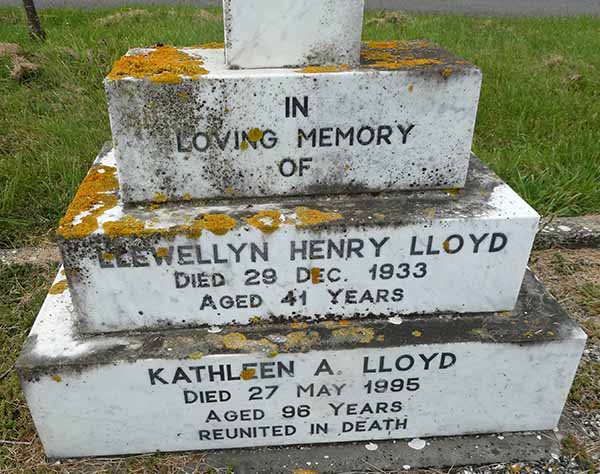 IN
LOVING MEMORY
OF
LLEWELLYN HENRY LLOYD
DIED 29 DEC. 1933
AGED 41 YEARS
KATHLEEN A. LLOYD
DIED 27 MAY 1995
AGED 96 YEARS
REUNITED IN DEATH